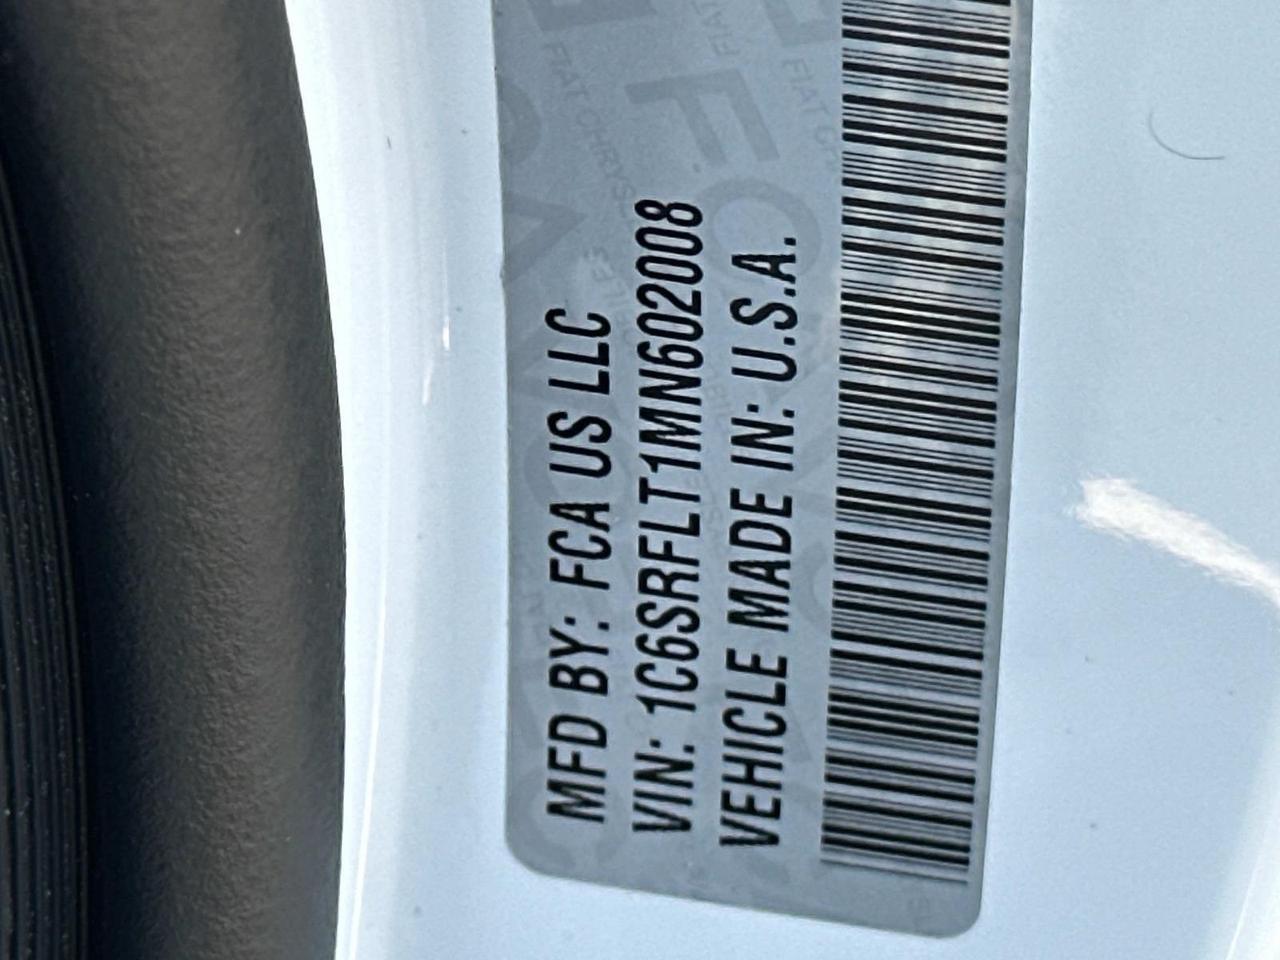 MFD BY: FCA US LLC
VIN: 1C6SRFLT1MN602008
VEHICLE MADE IN: U.S.A.